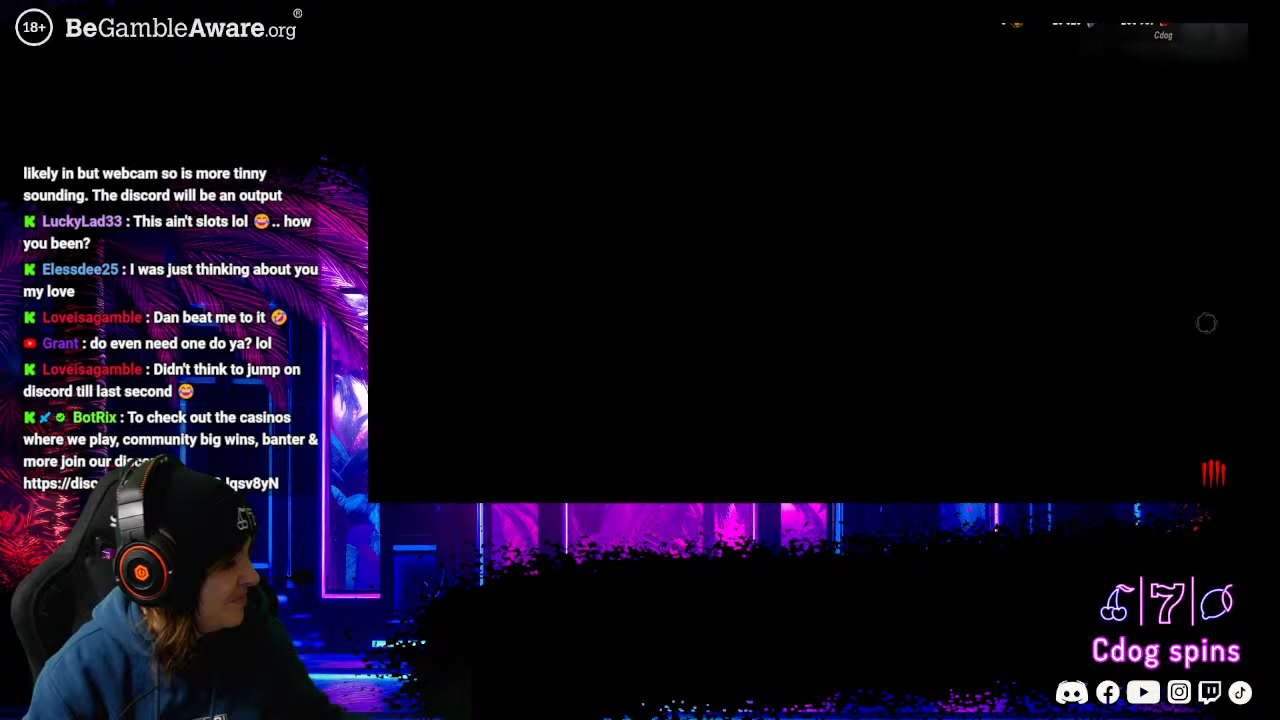 18+ BeGambleAware.org®
Cdog
likely in but webcam so is more tinny
sounding. The discord will be an output
LuckyLad33 : This ain't slots lol 😂.. how
you been?
Elessdee25 : I was just thinking about you
my love
Loveisagamble : Dan beat me to it 🤣
Grant : do even need one do ya? lol
Loveisagamble : Didn't think to jump on
discord till last second 😂
BotRix : To check out the casinos
where we play, community big wins, banter &
more join our
7
Cdog spins